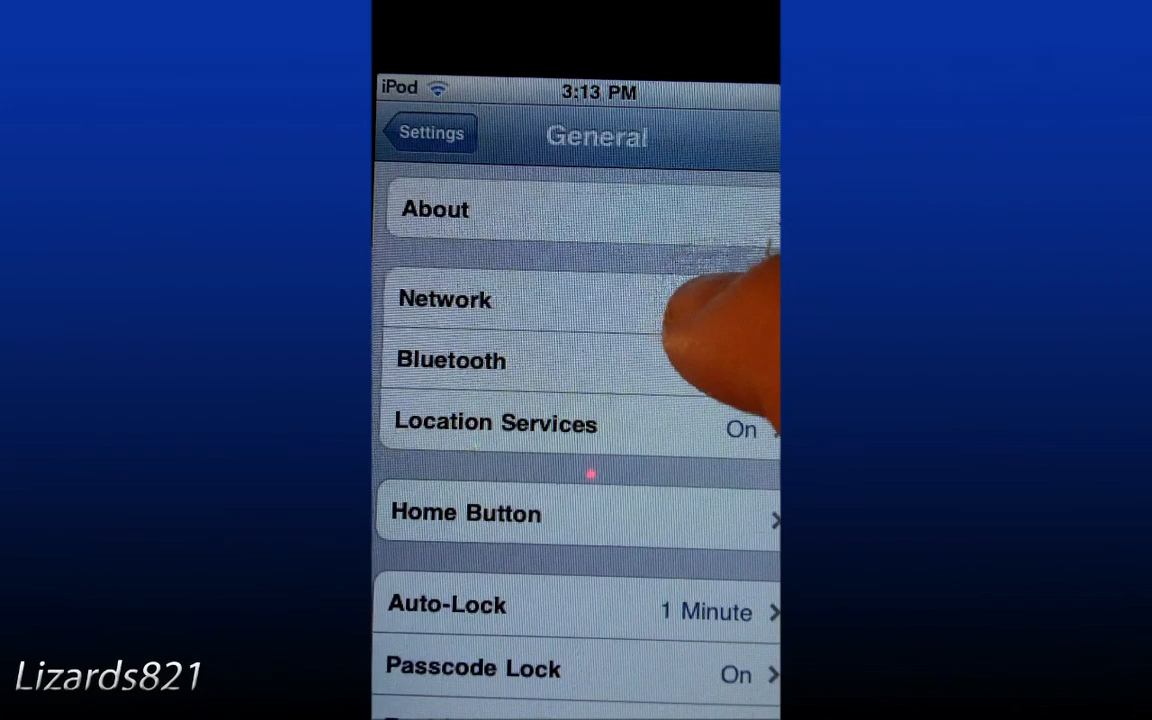 iPod 3:13 PM
Settings General
About
Network
Bluetooth
Location Services On
Home Button
Auto-Lock 1 Minute
Passcode Lock On
Lizards821